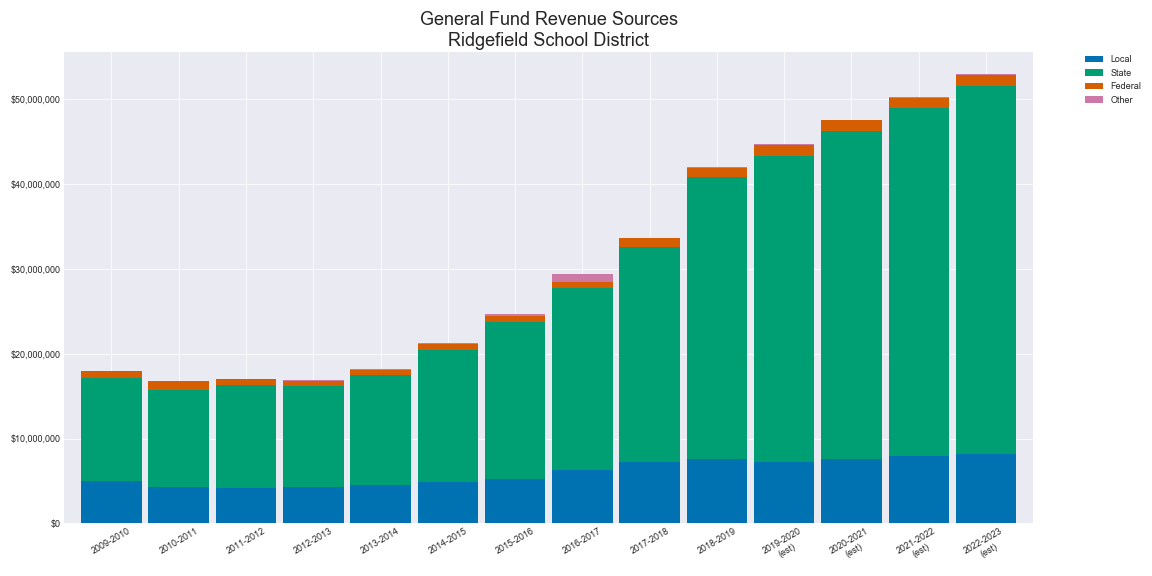 General Fund Revenue Sources
Ridgefield School District
Local
State
Federal
Other
$50,000,000
$40,000,000
$30,000,000
$20,000,000
$10,000,000
$0
2009-2010
2010-2011
2011-2012
2012-2013
2013-2014
2014-2015
2015-2016
2016-2017
2017-2018
2018-2019
2019-2020
(est)
2020-2021
(est)
2021-2022
(est)
2022-2023
(est)